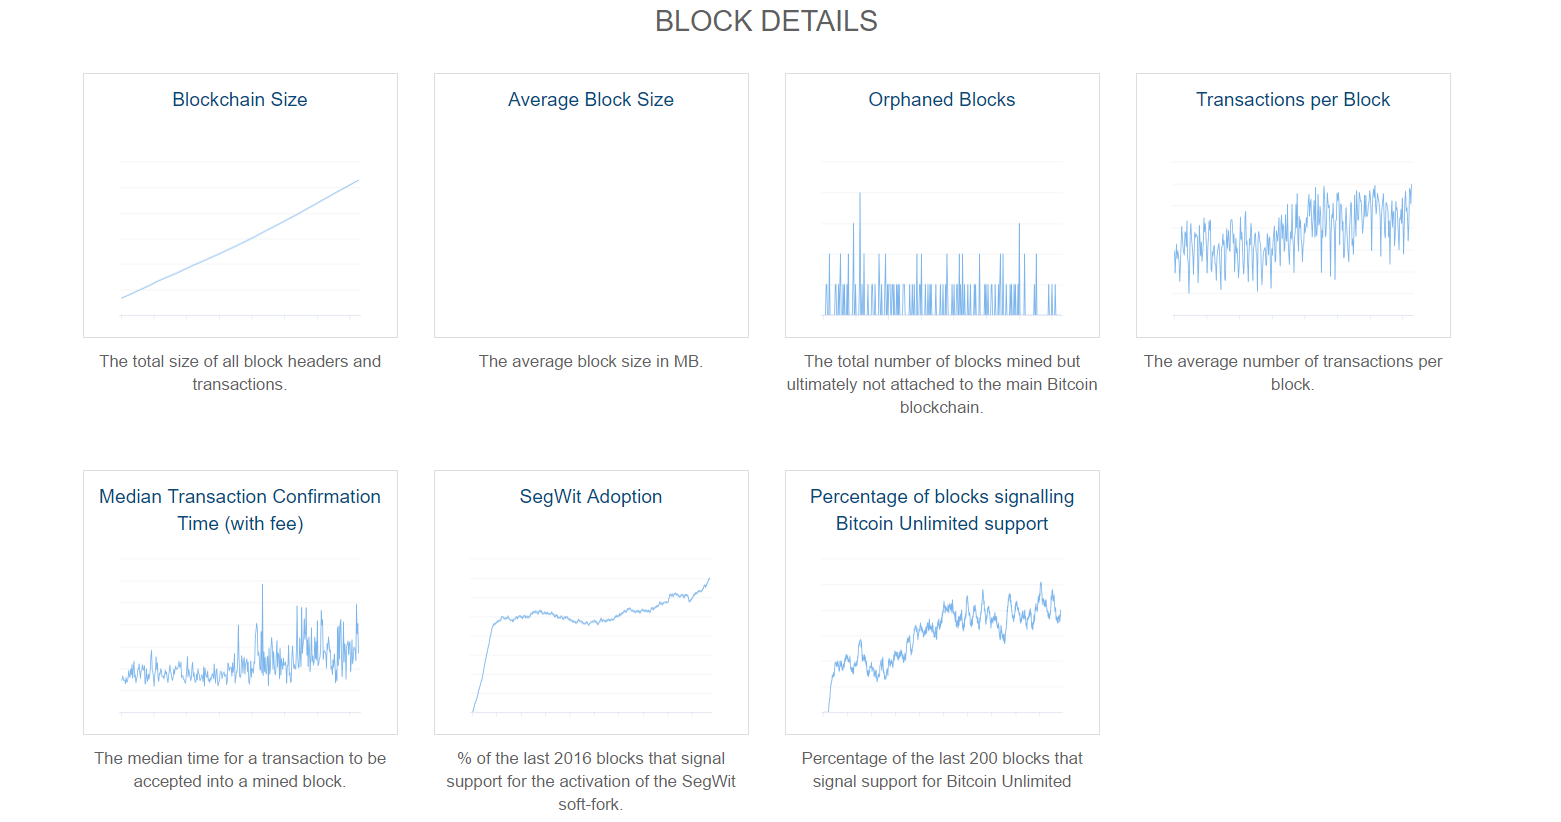 BLOCK DETAILS
Blockchain Size
The total size of all block headers and
transactions.
Average Block Size
The average block size in MB.
Orphaned Blocks
The total number of blocks mined but
ultimately not attached to the main Bitcoin
blockchain.
Transactions per Block
The average number of transactions per
block.
Median Transaction Confirmation
Time (with fee)
The median time for a transaction to be
accepted into a mined block.
SegWit Adoption
% of the last 2016 blocks that signal
support for the activation of the SegWit
soft-fork.
Percentage of blocks signalling
Bitcoin Unlimited support
Percentage of the last 200 blocks that
signal support for Bitcoin Unlimited